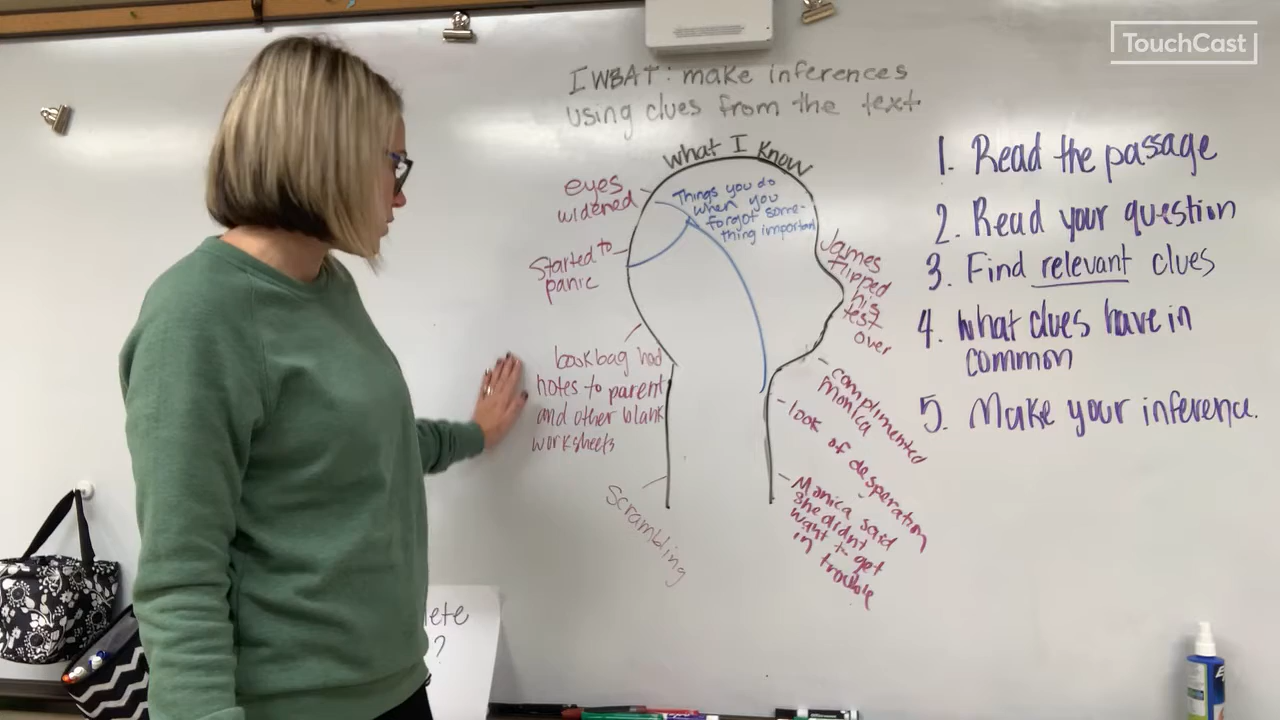 TouchCast
IWBAT: make inferences
using clues from the text
What I Know
eyes
widened
Started to
panic
bookbag had
notes to parent
and other blank
worksheets
Scrambling
Things you do
when you
forgot some-
thing important
James
flipped
his
test
over
complimented
Monica
look of desperation
Monica said
she didn't
want to get
in trouble
1. Read the passage
2. Read your question
3. Find relevant clues
4. What clues have in
common
5. Make your inference.
lete
?